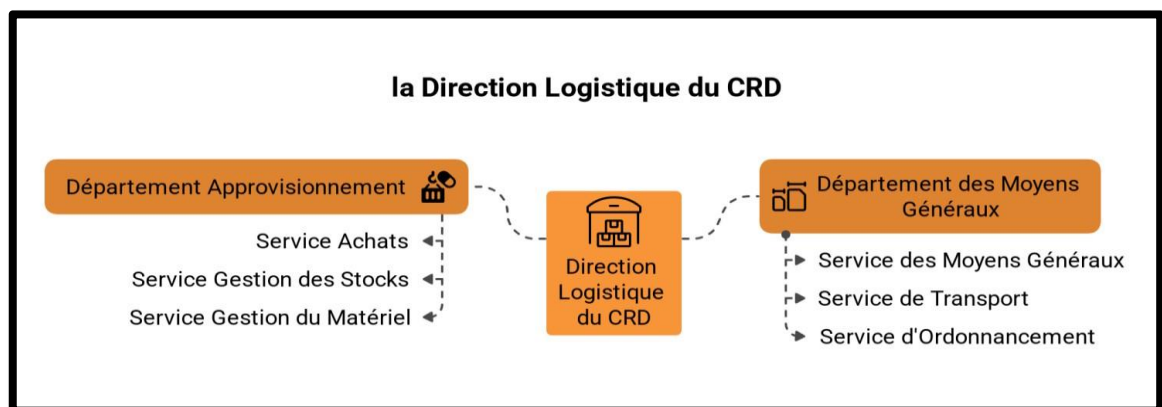 la Direction Logistique du CRD
Département Approvisionnement
Service Achats
Service Gestion des Stocks
Service Gestion du Matériel
Direction
Logistique
du CRD
Département des Moyens
Généraux
Service des Moyens Généraux
Service de Transport
Service d'Ordonnancement